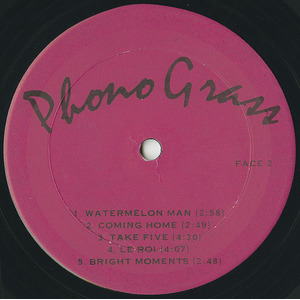 Phono Grass
FACE 2
1. WATERMELON MAN (2:58)
2. COMING HOME (2:49)
3. TAKE FIVE (4:30)
4. LE ROI (4:07)
5. BRIGHT MOMENTS (2:48)